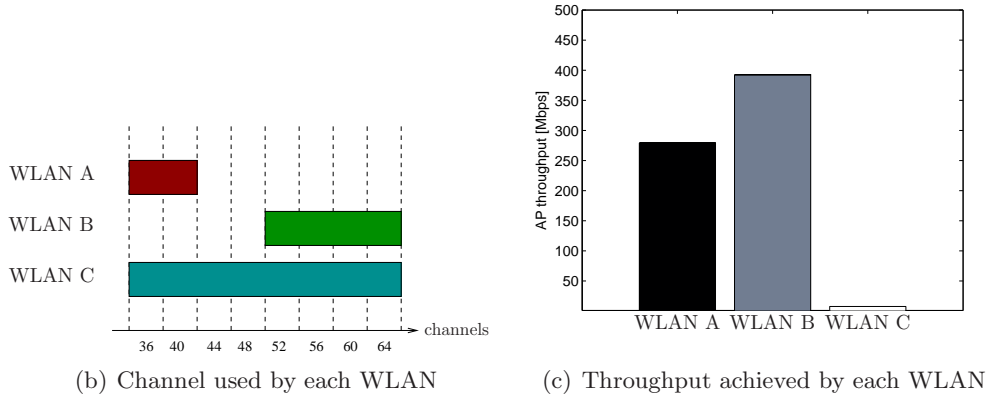 WLAN A
WLAN B
WLAN C
channels
36 40 44 48 52 56 60 64
(b) Channel used by each WLAN
500
450
400
350
300
250
200
150
100
50
AP throughput [Mbps]
WLAN A WLAN B WLAN C
(c) Throughput achieved by each WLAN